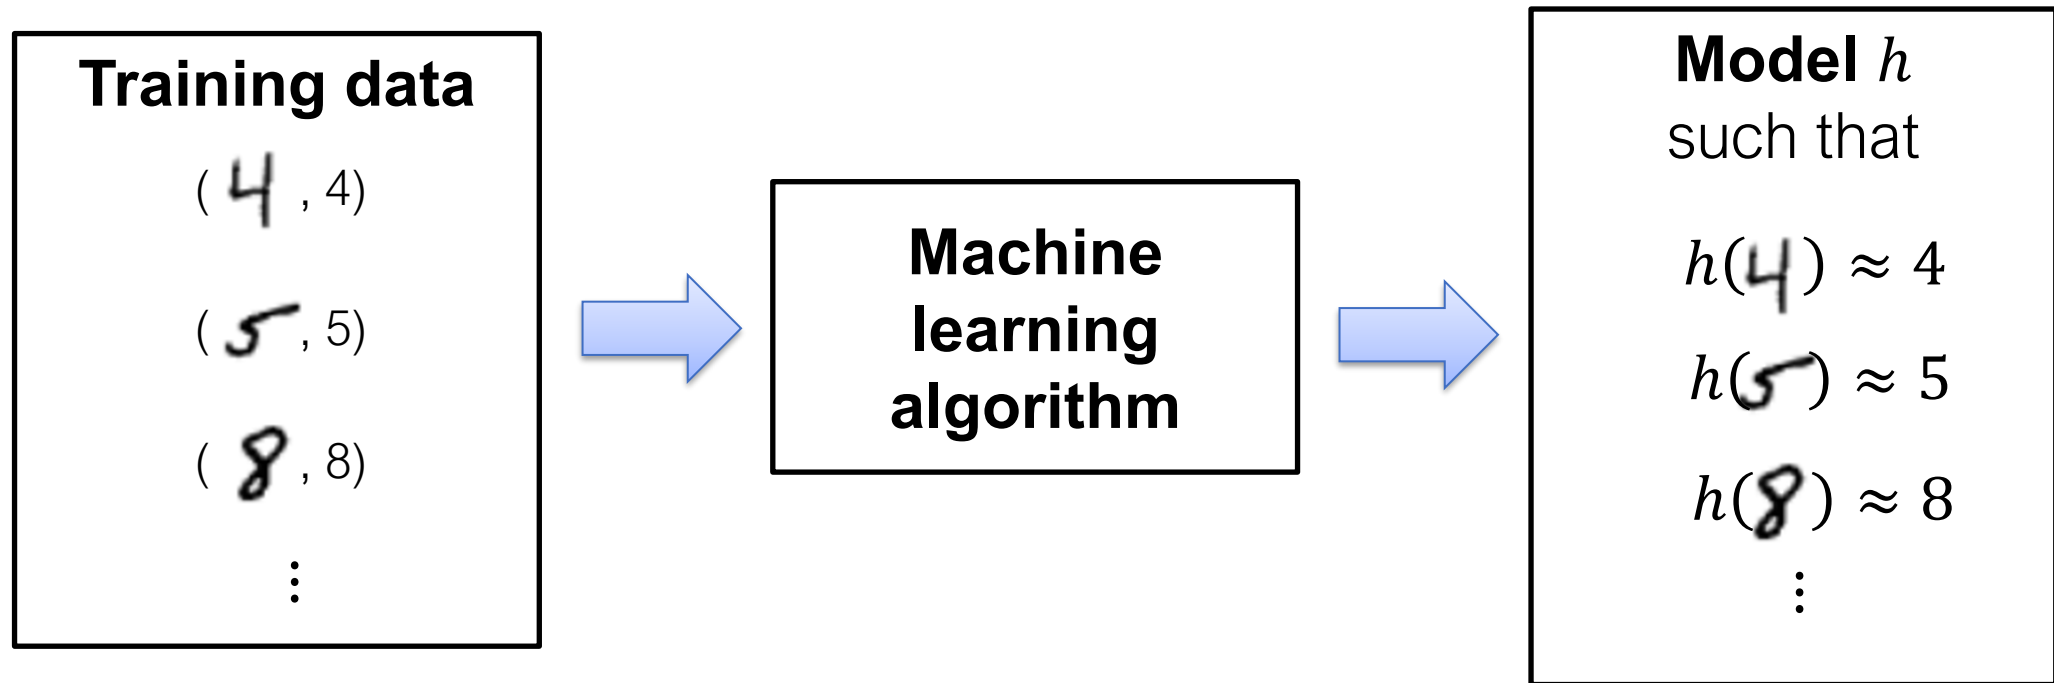 Training data
( 4 , 4)
( 5 , 5)
( 8 , 8)
⋮
Machine
learning
algorithm
Model h
such that
h(4) ≈ 4
h(5) ≈ 5
h(8) ≈ 8
⋮